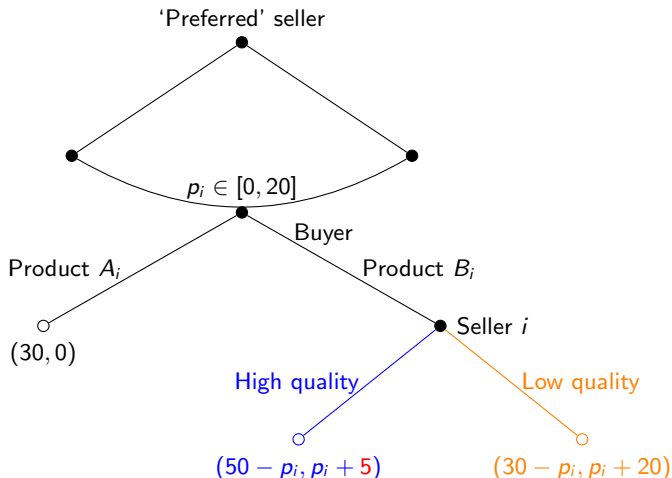 ‘Preferred’ seller
p_i ∈ [0, 20]
Buyer
Product A_i
Product B_i
Seller i
(30, 0)
High quality
Low quality
(50 − p_i, p_i + 5)
(30 − p_i, p_i + 20)